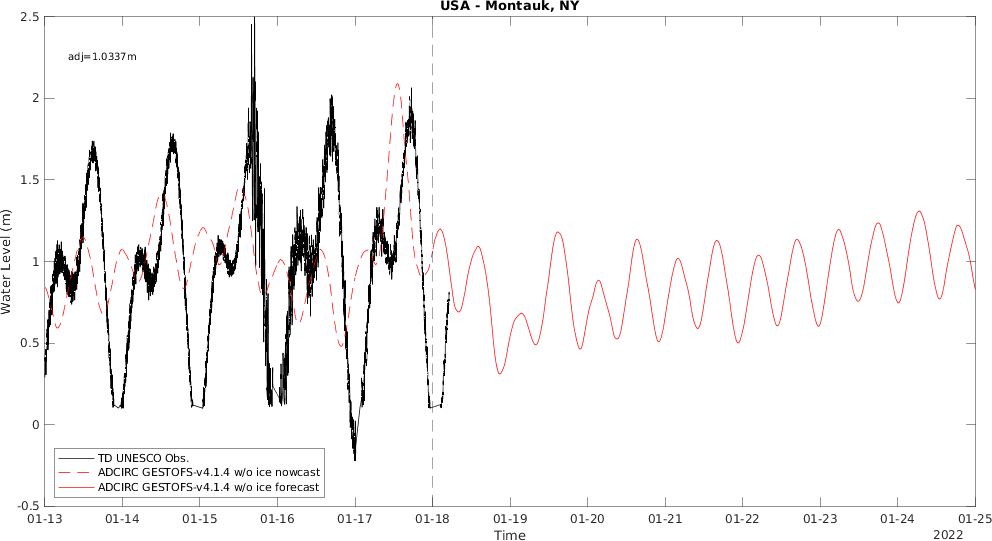 USA - Montauk, NY
adj=1.0337m
2.5
2
1.5
1
0.5
0
-0.5
Water Level (m)
TD UNESCO Obs.
ADCIRC GESTOFS-v4.1.4 w/o ice nowcast
ADCIRC GESTOFS-v4.1.4 w/o ice forecast
01-13 01-14 01-15 01-16 01-17 01-18 01-19 01-20 01-21 01-22 01-23 01-24 01-25
Time
2022